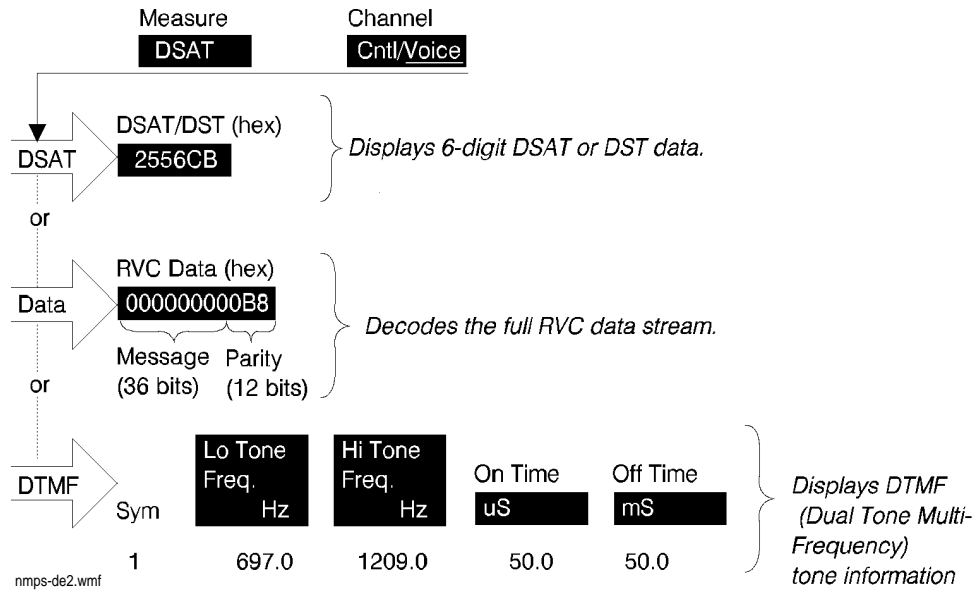 Measure Channel
DSAT Cntl/Voice
DSAT/DST (hex)
DSAT 2556CB Displays 6-digit DSAT or DST data.
or
RVC Data (hex)
Data 000000000B8 Decodes the full RVC data stream.
Message Parity
(36 bits) (12 bits)
or
Lo Tone Hi Tone
Freq. Freq. On Time Off Time
DTMF Sym Hz Hz uS mS
1 697.0 1209.0 50.0 50.0
Displays DTMF
(Dual Tone Multi-
Frequency)
tone information
nmps-de2.wmf